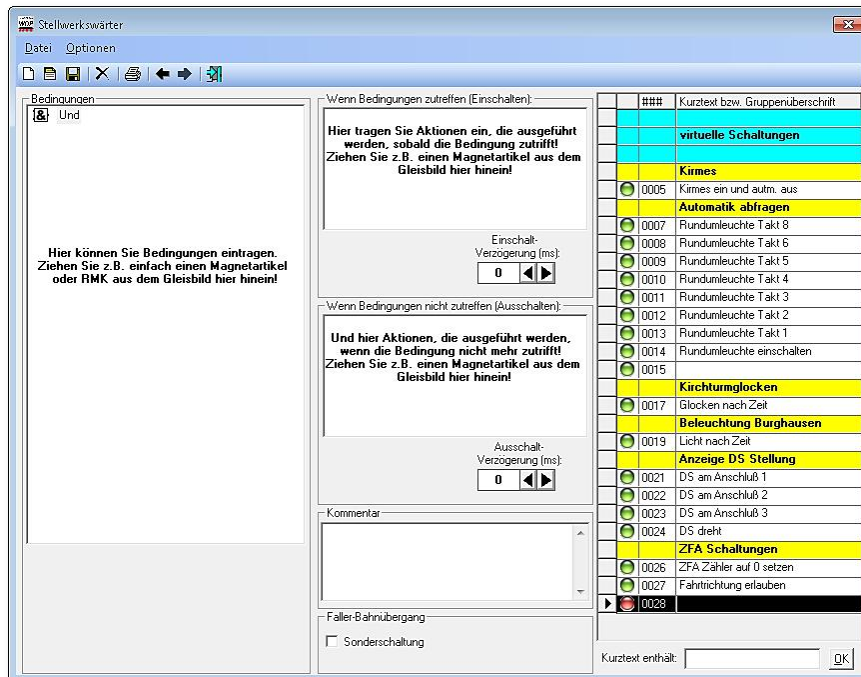 WDP Stellwerkswärter
Datei Optionen
Bedingungen
& Und
Hier können Sie Bedingungen eintragen.
Ziehen Sie z.B. einfach einen Magnetartikel
oder RMK aus dem Gleisbild hier hinein!
Wenn Bedingungen zutreffen (Einschalten):
Hier tragen Sie Aktionen ein, die ausgeführt
werden, sobald die Bedingung zutrifft!
Ziehen Sie z.B. einen Magnetartikel aus dem
Gleisbild hier hinein!
Einschalt-
Verzögerung (ms):
0
Wenn Bedingungen nicht zutreffen (Ausschalten):
Und hier Aktionen, die ausgeführt werden,
wenn die Bedingung nicht mehr zutrifft!
Ziehen Sie z.B. einen Magnetartikel aus dem
Gleisbild hier hinein!
Ausschalt-
Verzögerung (ms):
0
Kommentar
Faller-Bahnübergang
Sonderschaltung
### Kurztext bzw. Gruppenüberschrift
virtuelle Schaltungen
Kirmes
0005 Kirmes ein und autm. aus
Automatik abfragen
0007 Rundumleuchte Takt 8
0008 Rundumleuchte Takt 6
0009 Rundumleuchte Takt 5
0010 Rundumleuchte Takt 4
0011 Rundumleuchte Takt 3
0012 Rundumleuchte Takt 2
0013 Rundumleuchte Takt 1
0014 Rundumleuchte einschalten
0015
Kirchturmglocken
0017 Glocken nach Zeit
Beleuchtung Burghausen
0019 Licht nach Zeit
Anzeige DS Stellung
0021 DS am Anschluß 1
0022 DS am Anschluß 2
0023 DS am Anschluß 3
0024 DS dreht
ZFA Schaltungen
0026 ZFA Zähler auf 0 setzen
0027 Fahrtrichtung erlauben
0028
Kurztext enthält: OK